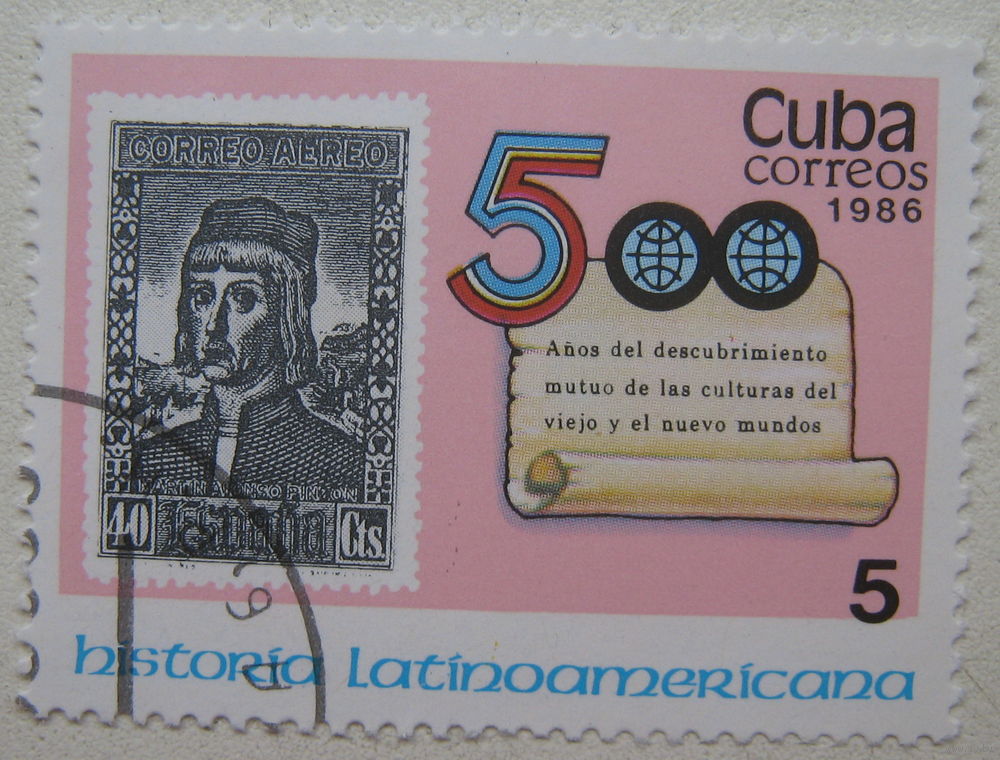 CORREO AEREO
MARTIN ALONSO PINZON
40 España Cts.
500
Cuba
correos
1986
Años del descubrimiento
mutuo de las culturas del
viejo y el nuevo mundos
5
historia latinoamericana